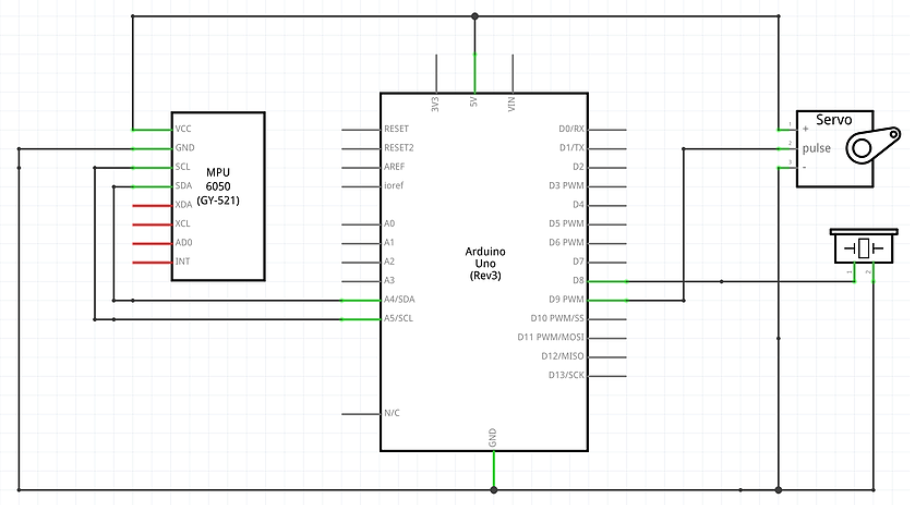 3V3
5V
VIN
VCC
GND
SCL
SDA
XDA
XCL
AD0
INT
MPU
6050
(GY-521)
RESET
RESET2
AREF
ioref
A0
A1
A2
A3
A4/SDA
A5/SCL
N/C
Arduino
Uno
(Rev3)
D0/RX
D1/TX
D2
D3 PWM
D4
D5 PWM
D6 PWM
D7
D8
D9 PWM
D10 PWM/SS
D11 PWM/MOSI
D12/MISO
D13/SCK
GND
1
2
3
Servo
+
pulse
-
1
2